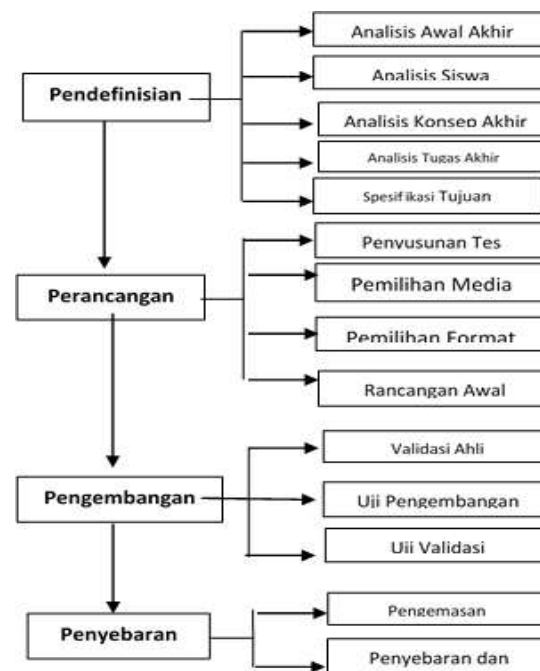 Pendefinisian
Analisis Awal Akhir
Analisis Siswa
Analisis Konsep Akhir
Analisis Tugas Akhir
Spesifikasi Tujuan
Perancangan
Penyusunan Tes
Pemilihan Media
Pemilihan Format
Rancangan Awal
Pengembangan
Validasi Ahli
Uji Pengembangan
Uji Validasi
Penyebaran
Pengemasan
Penyebaran dan